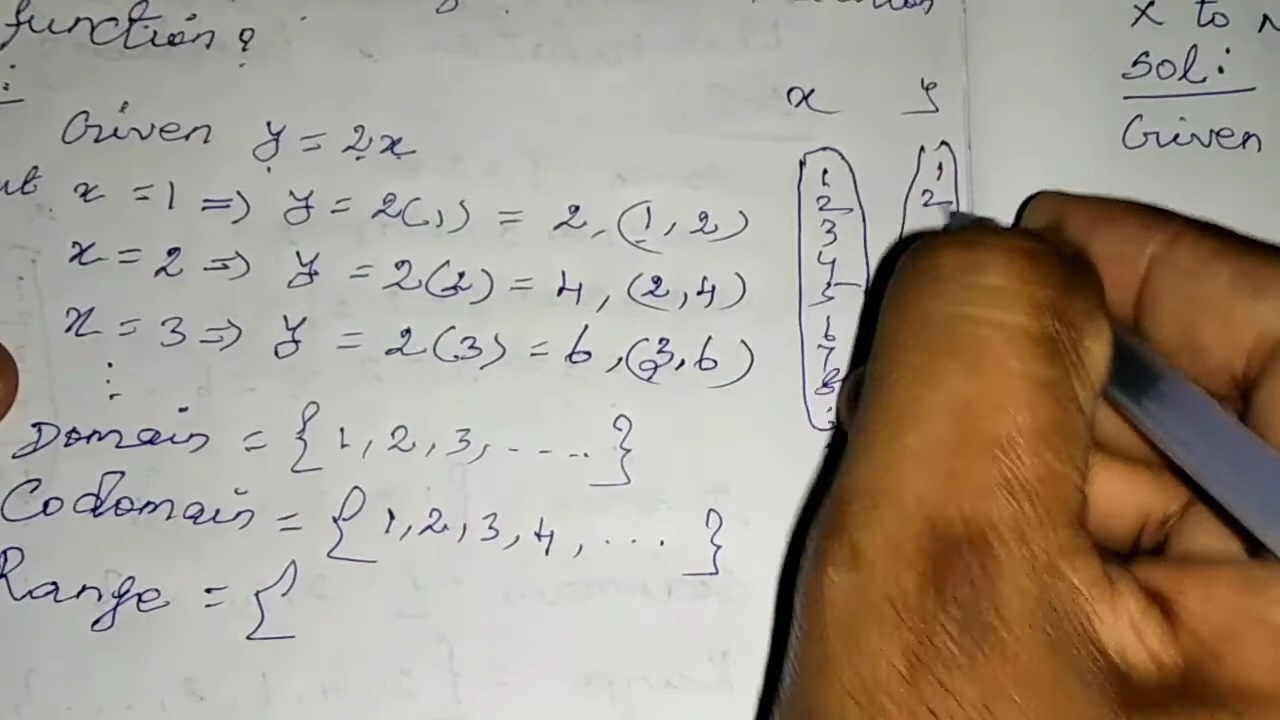 function?
Given y = 2x
x = 1 => y = 2(1) = 2, (1, 2)
x = 2 => y = 2(2) = 4, (2, 4)
x = 3 => y = 2(3) = 6, (3, 6)
⋮
Domain = { 1, 2, 3, ---.. }
Codomain = { 1, 2, 3, 4, ... }
Range = {
x y
1 1
2 2
3
4
5
6
7
8
⋮
x to
sol:
Given